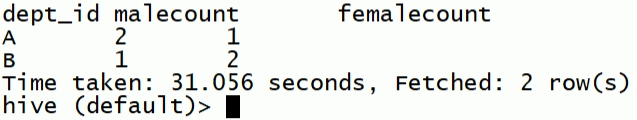 dept_id malecount femalecount
A 2 1
B 1 2
Time taken: 31.056 seconds, Fetched: 2 row(s)
hive (default)>